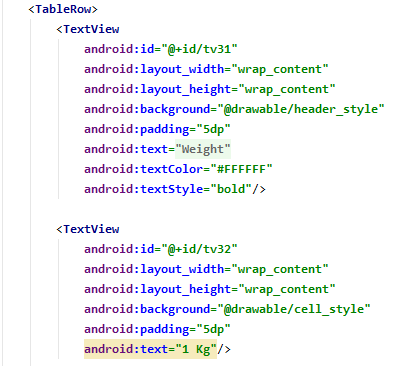 <TableRow>
<TextView
android:id="@+id/tv31"
android:layout_width="wrap_content"
android:layout_height="wrap_content"
android:background="@drawable/header_style"
android:padding="5dp"
android:text="Weight"
android:textColor="#FFFFFF"
android:textStyle="bold"/>
<TextView
android:id="@+id/tv32"
android:layout_width="wrap_content"
android:layout_height="wrap_content"
android:background="@drawable/cell_style"
android:padding="5dp"
android:text="1 Kg"/>